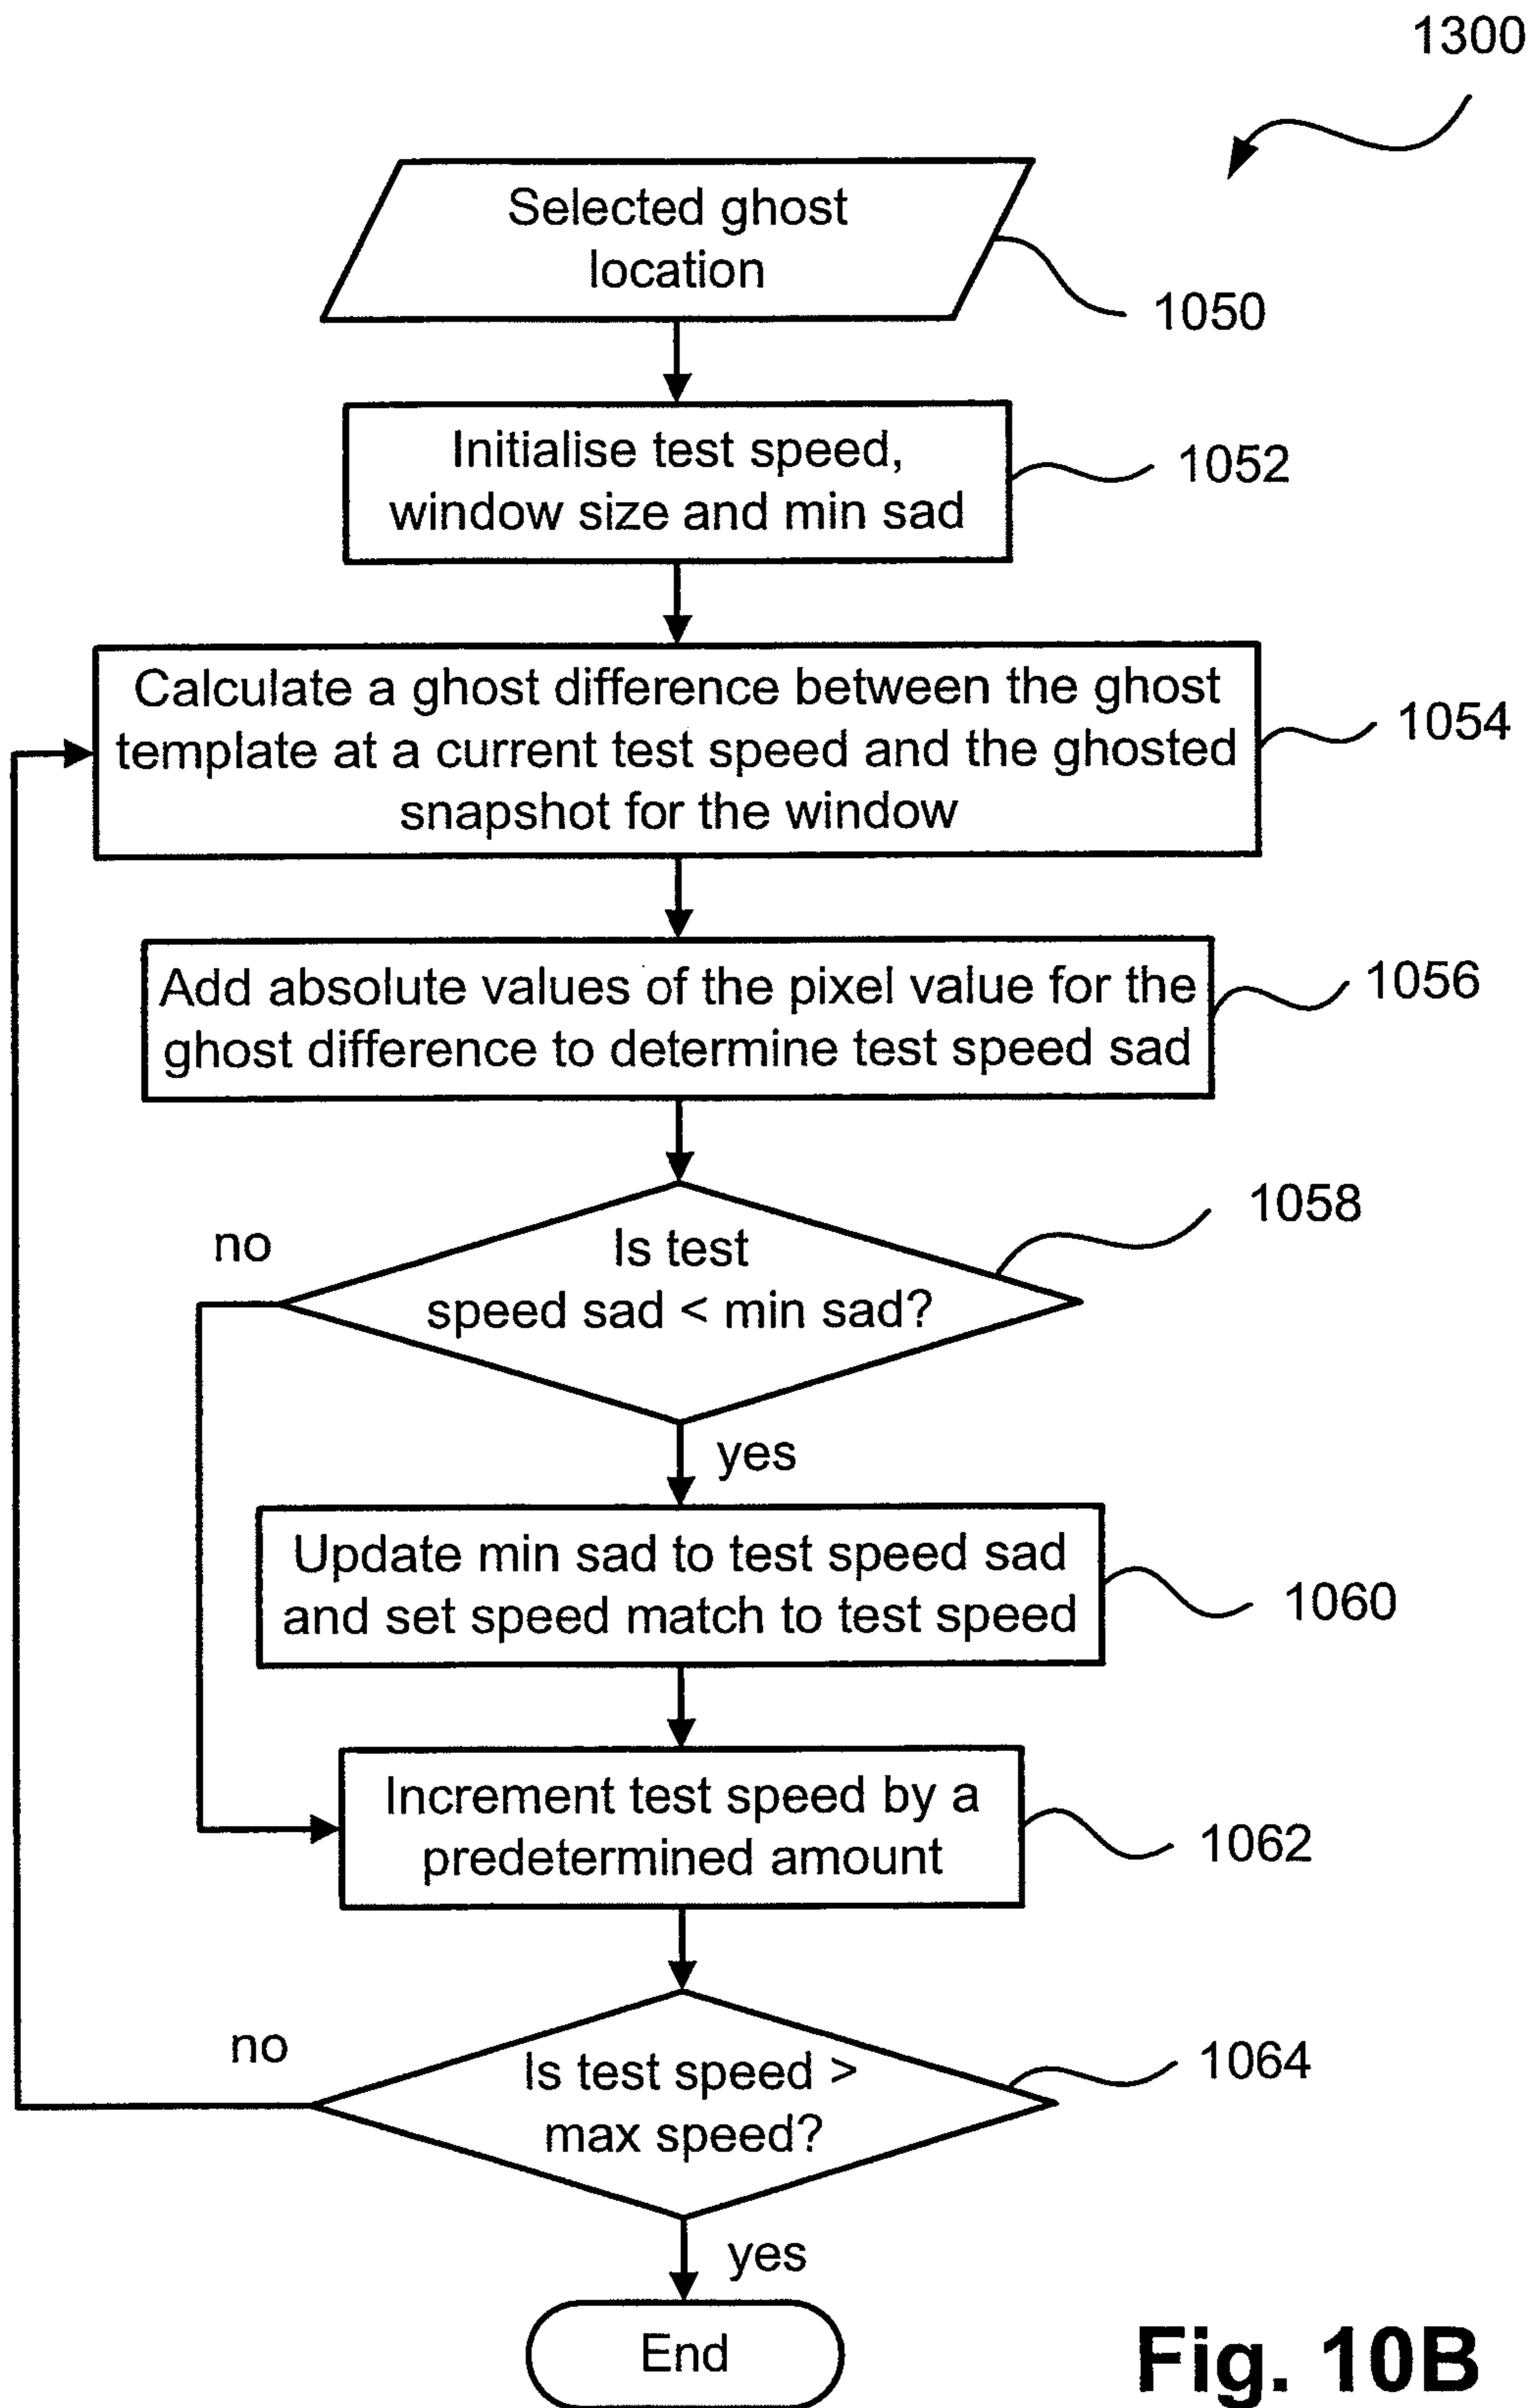 1300
Selected ghost
location
1050
Initialise test speed,
window size and min sad
1052
Calculate a ghost difference between the ghost
template at a current test speed and the ghosted
snapshot for the window
1054
Add absolute values of the pixel value for the
ghost difference to determine test speed sad
1056
Is test
speed sad < min sad?
1058
no
yes
Update min sad to test speed sad
and set speed match to test speed
1060
Increment test speed by a
predetermined amount
1062
Is test speed >
max speed?
1064
no
yes
End
Fig. 10B